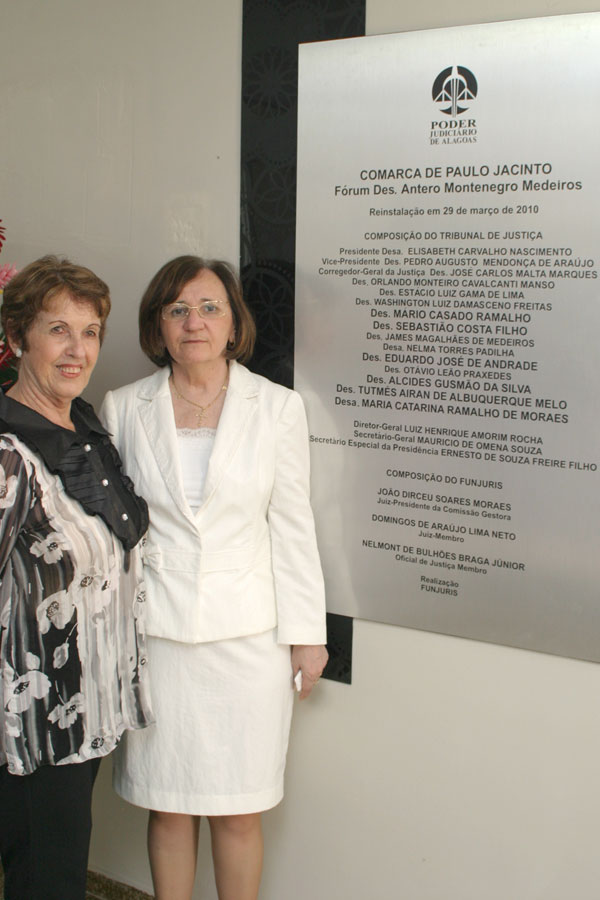 PODER
JUDICIÁRIO
DE ALAGOAS
COMARCA DE PAULO JACINTO
Fórum Des. Antero Montenegro Medeiros
Reinstalação em 29 de março de 2010
COMPOSIÇÃO DO TRIBUNAL DE JUSTIÇA
Presidente Desa. ELISABETH CARVALHO NASCIMENTO
Vice-Presidente Des. PEDRO AUGUSTO MENDONÇA DE ARAÚJO
Corregedor-Geral da Justiça Des. JOSE CARLOS MALTA MARQUES
Des. ORLANDO MONTEIRO CAVALCANTI MANSO
Des. ESTACIO LUIZ GAMA DE LIMA
Des. WASHINGTON LUIZ DAMASCENO FREITAS
Des. MARIO CASADO RAMALHO
Des. SEBASTIÃO COSTA FILHO
Des. JAMES MAGALHÃES DE MEDEIROS
Desa. NELMA TORRES PADILHA
Des. EDUARDO JOSÉ DE ANDRADE
Des. OTÁVIO LEÃO PRAXEDES
Des. ALCIDES GUSMÃO DA SILVA
Des. TUTMÉS AIRAN DE ALBUQUERQUE MELO
Desa. MARIA CATARINA RAMALHO DE MORAES
Diretor-Geral LUIZ HENRIQUE AMORIM ROCHA
Secretário-Geral MAURICIO DE OMENA SOUZA
Secretário Especial da Presidência ERNESTO DE SOUZA FREIRE FILHO
COMPOSIÇÃO DO FUNJURIS
JOÃO DIRCEU SOARES MORAES
Juiz-Presidente da Comissão Gestora
DOMINGOS DE ARAÚJO LIMA NETO
Juiz-Membro
NELMONT DE BULHÕES BRAGA JÚNIOR
Oficial de Justiça Membro
Realização
FUNJURIS